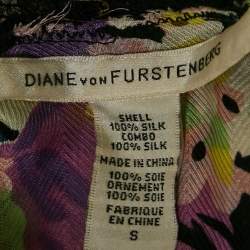 DIANE VON FURSTENBERG
SHELL
100% SILK
COMBO
100% SILK
MADE IN CHINA
100% SOIE
ORNEMENT
100% SOIE
FABRIQUE
EN CHINE
S